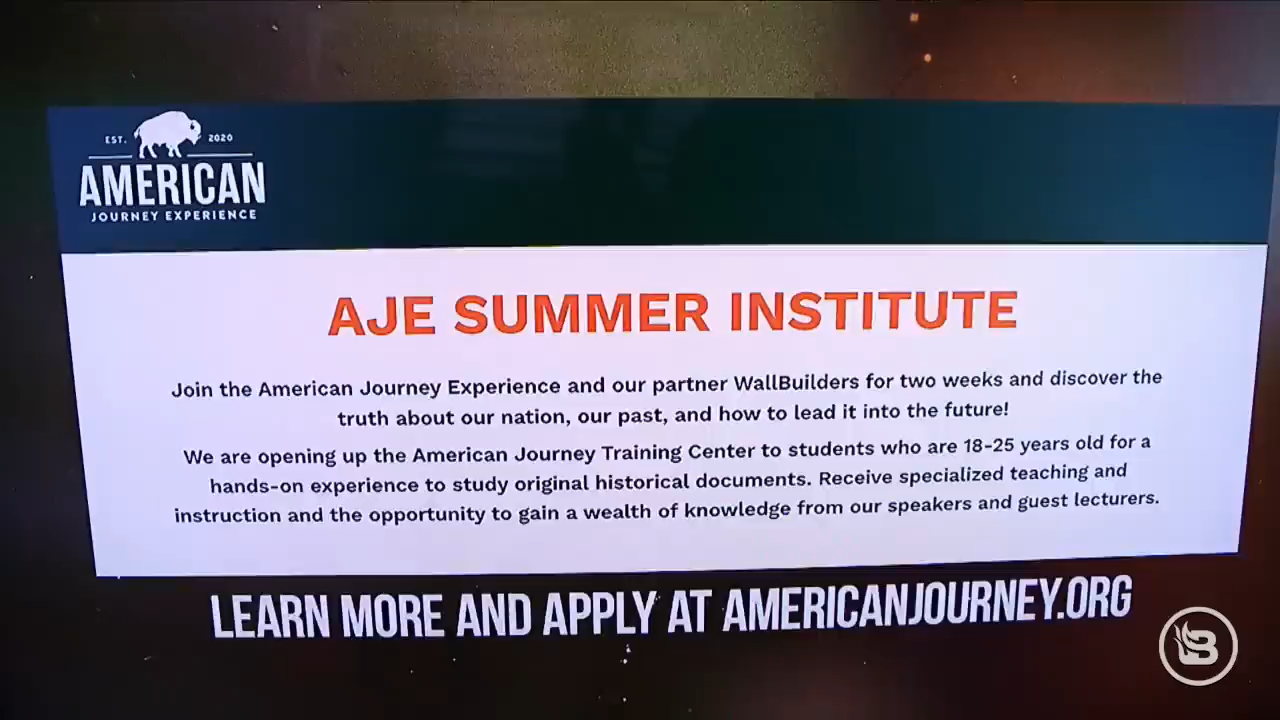 EST. 2020
AMERICAN
JOURNEY EXPERIENCE
AJE SUMMER INSTITUTE
Join the American Journey Experience and our partner WallBuilders for two weeks and discover the
truth about our nation, our past, and how to lead it into the future!
We are opening up the American Journey Training Center to students who are 18-25 years old for a
hands-on experience to study original historical documents. Receive specialized teaching and
instruction and the opportunity to gain a wealth of knowledge from our speakers and guest lecturers.
LEARN MORE AND APPLY AT AMERICANJOURNEY.ORG
B